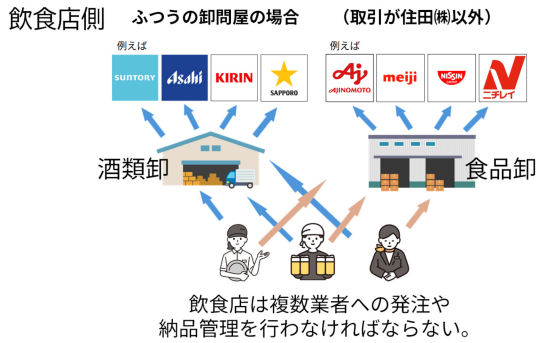 飲食店側
ふつうの卸問屋の場合
(取引が住田㈱以外)
例えば
例えば
SUNTORY
Asahi
KIRIN
SAPPORO
Aj
AJINOMOTO
meiji
NISSIN
N
ニチレイ
酒類卸
食品卸
飲食店は複数業者への発注や
納品管理を行わなければならない。